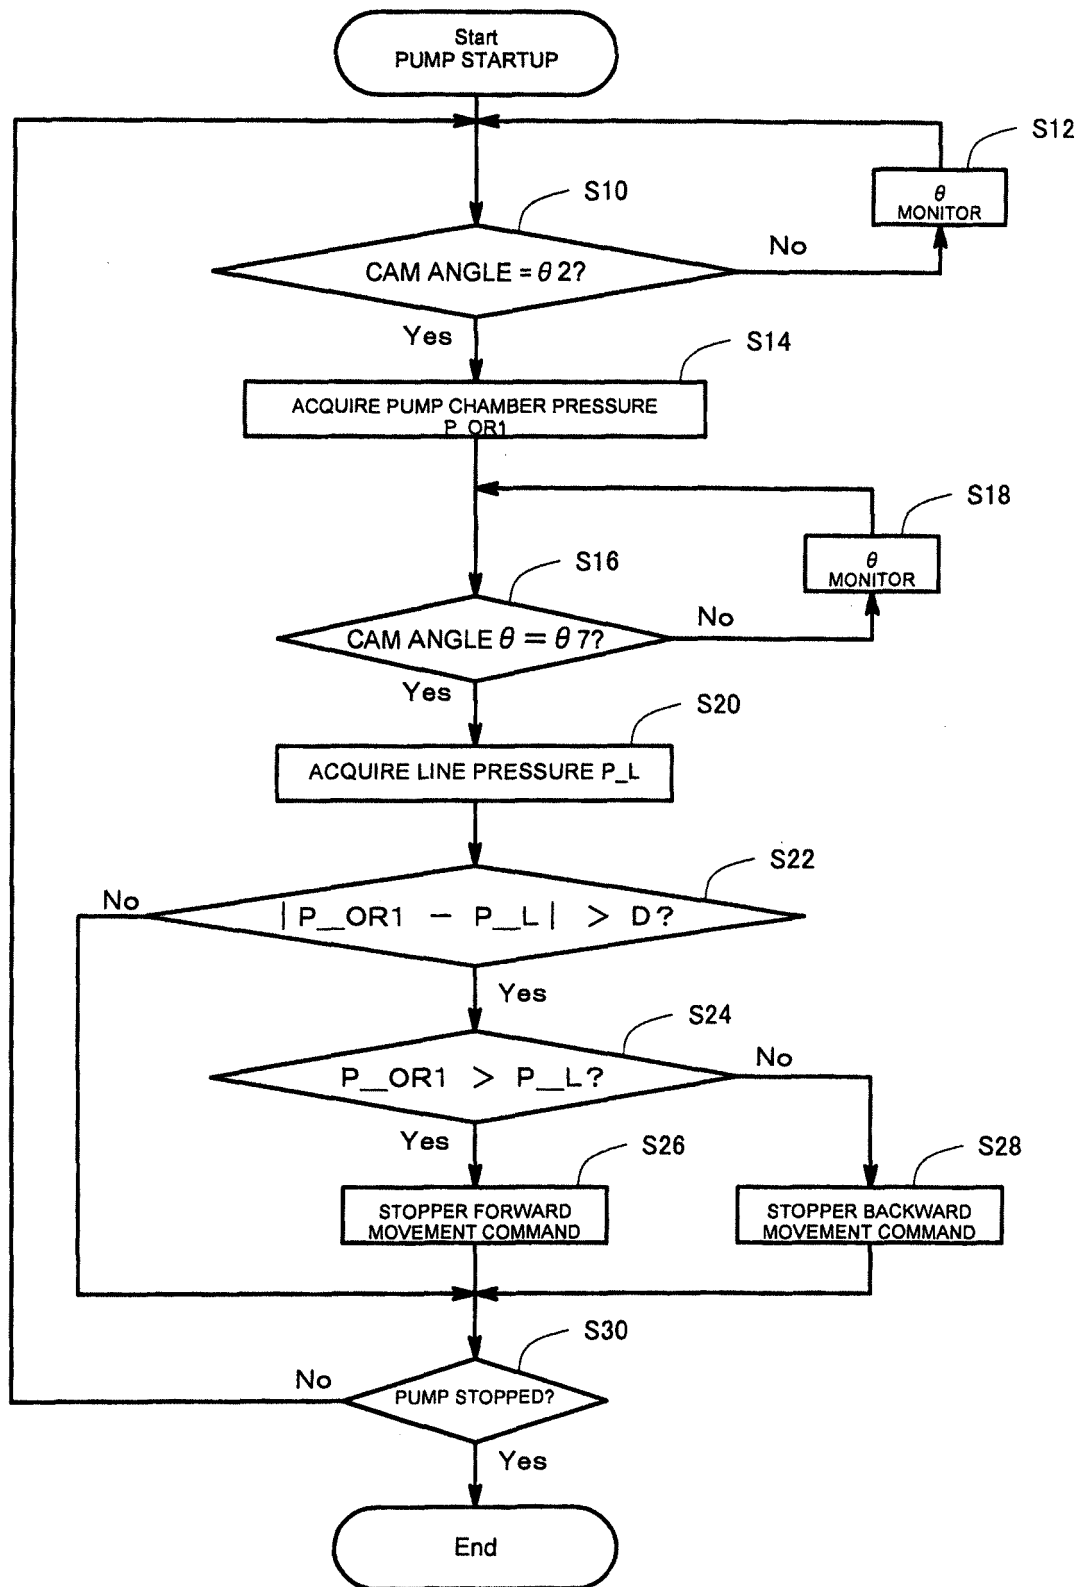 Start
PUMP STARTUP
S12
θ
MONITOR
S10
No
CAM ANGLE = θ 2?
Yes
S14
ACQUIRE PUMP CHAMBER PRESSURE
P_OR1
S18
θ
MONITOR
S16
No
CAM ANGLE θ = θ 7?
Yes
S20
ACQUIRE LINE PRESSURE P_L
S22
No
|P_OR1 - P_L| > D?
Yes
S24
No
P_OR1 > P_L?
Yes
S26
S28
STOPPER FORWARD
MOVEMENT COMMAND
STOPPER BACKWARD
MOVEMENT COMMAND
S30
No
PUMP STOPPED?
Yes
End